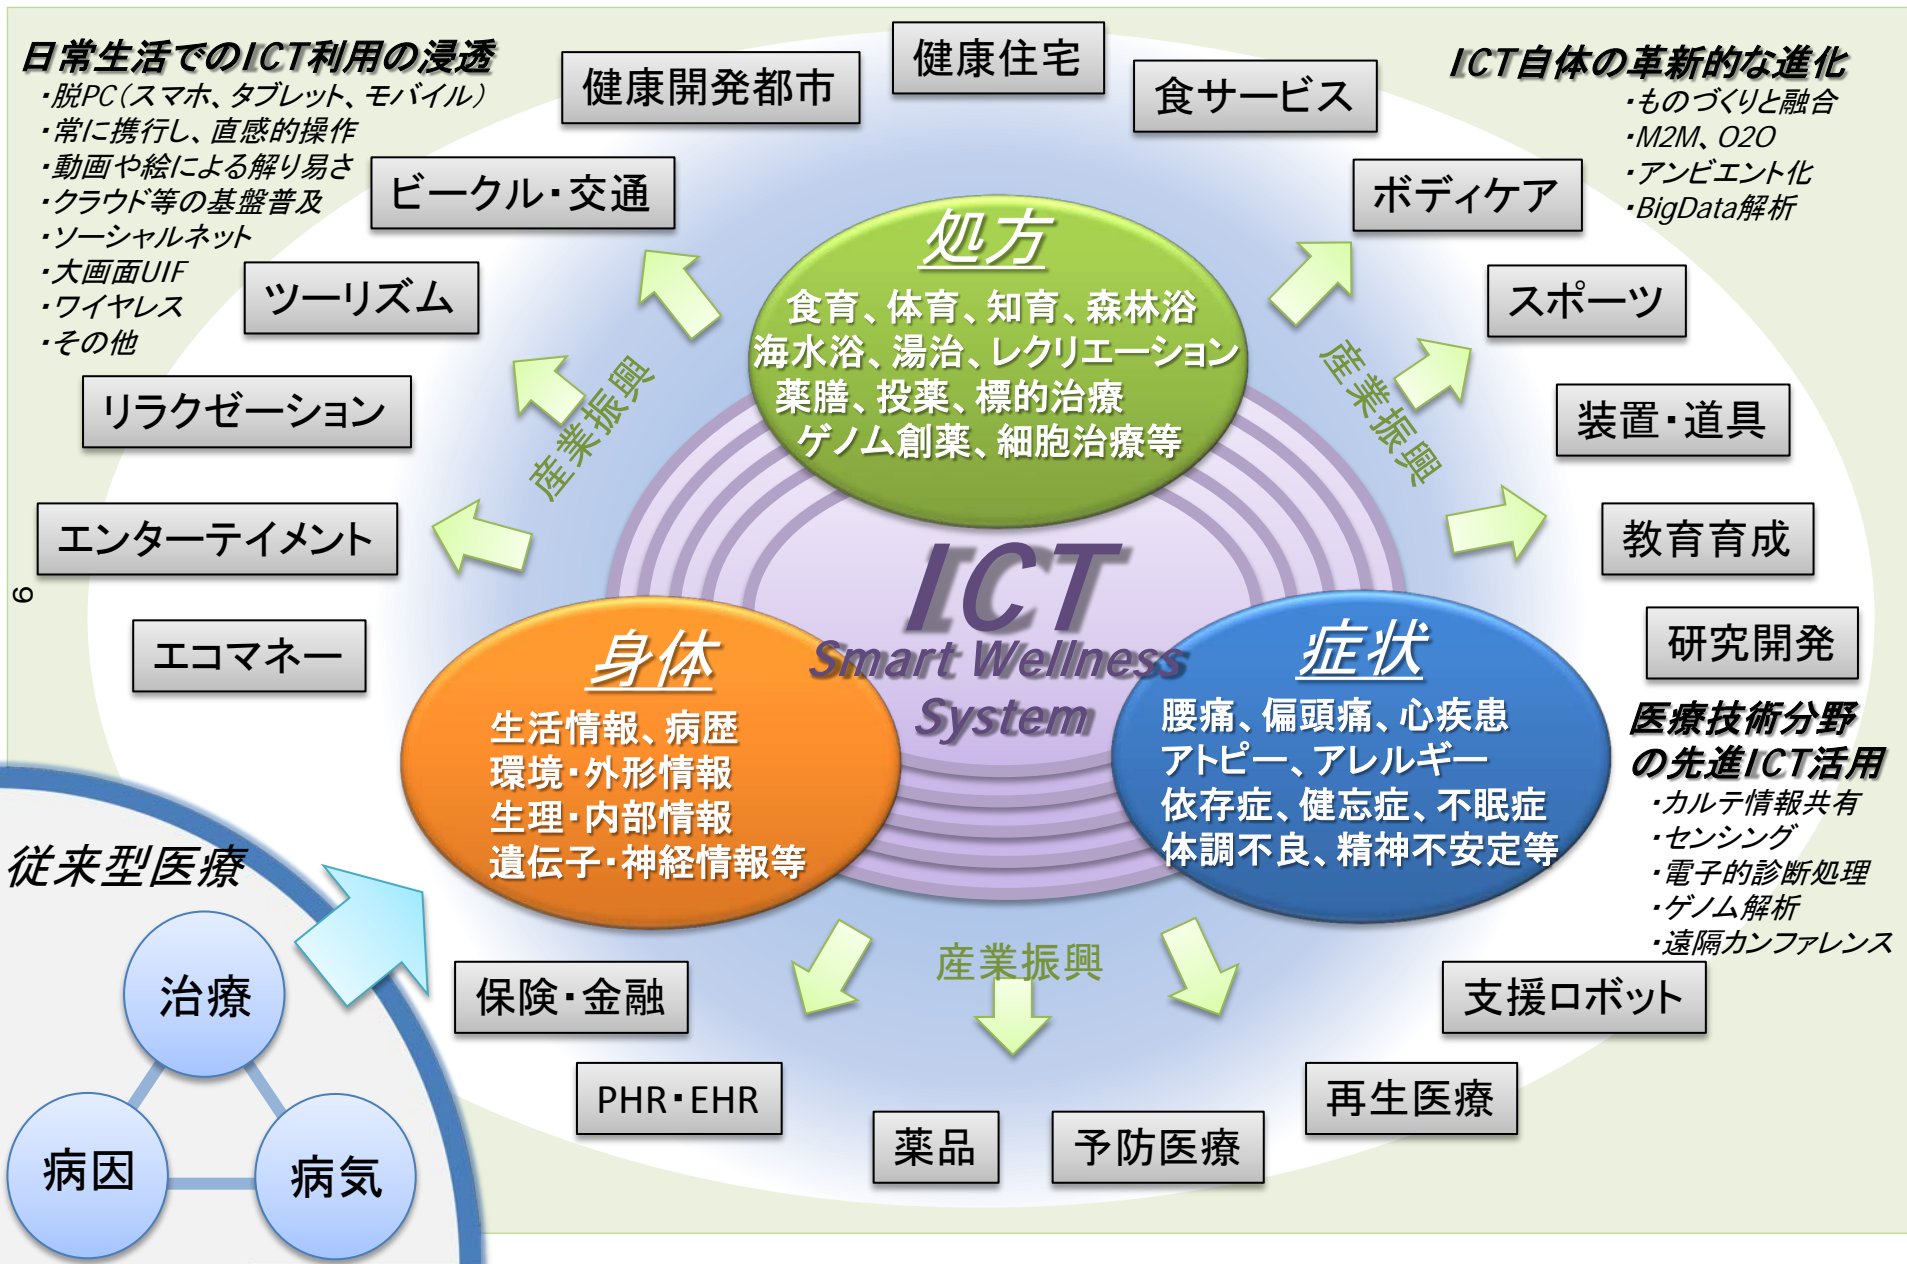 日常生活でのICT利用の浸透
・脱PC(スマホ、タブレット、モバイル)
・常に携行し、直感的操作
・動画や絵による解り易さ
・クラウド等の基盤普及
・ソーシャルネット
・大画面UIF
・ワイヤレス
・その他
ICT自体の革新的な進化
・ものづくりと融合
・M2M、O2O
・アンビエント化
・BigData解析
健康開発都市
健康住宅
食サービス
ビークル・交通
ボディケア
ツーリズム
スポーツ
リラクゼーション
装置・道具
エンターテイメント
教育育成
エコマネー
研究開発
産業振興
産業振興
処方
食育、体育、知育、森林浴
海水浴、湯治、レクリエーション
薬膳、投薬、標的治療
ゲノム創薬、細胞治療等
ICT
Smart Wellness
System
身体
生活情報、病歴
環境・外形情報
生理・内部情報
遺伝子・神経情報等
症状
腰痛、偏頭痛、心疾患
アトピー、アレルギー
依存症、健忘症、不眠症
体調不良、精神不安定等
医療技術分野
の先進ICT活用
・カルテ情報共有
・センシング
・電子的診断処理
・ゲノム解析
・遠隔カンファレンス
従来型医療
治療
病因
病気
産業振興
保険・金融
支援ロボット
PHR・EHR
再生医療
薬品
予防医療
9